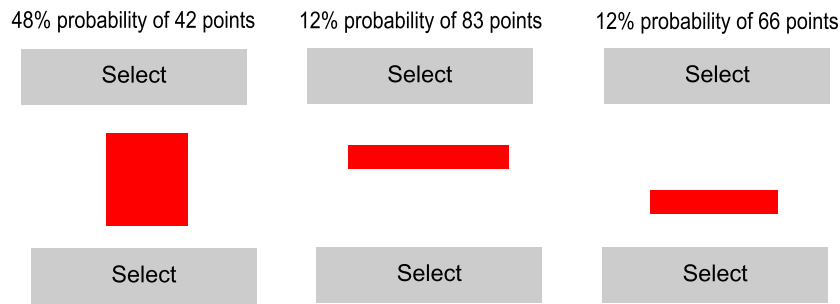 48% probability of 42 points
12% probability of 83 points
12% probability of 66 points
Select
Select
Select
Select
Select
Select